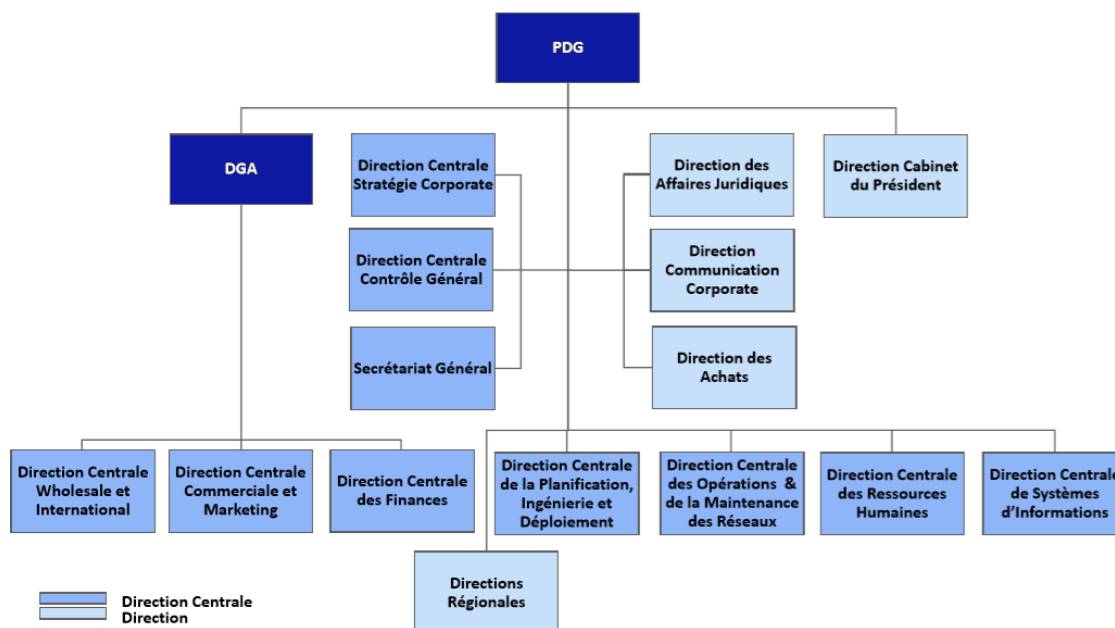 PDG
DGA
Direction Centrale
Stratégie Corporate
Direction des
Affaires Juridiques
Direction Cabinet
du Président
Direction Centrale
Contrôle Général
Direction
Communication
Corporate
Secrétariat Général
Direction des
Achats
Direction Centrale
Wholesale et
International
Direction Centrale
Commerciale et
Marketing
Direction Centrale
des Finances
Direction Centrale
de la Planification,
Ingénierie et
Déploiement
Direction Centrale
des Opérations &
de la Maintenance
des Réseaux
Direction Centrale
des Ressources
Humaines
Direction Centrale
de Systèmes
d'Informations
Directions
Régionales
Direction Centrale
Direction